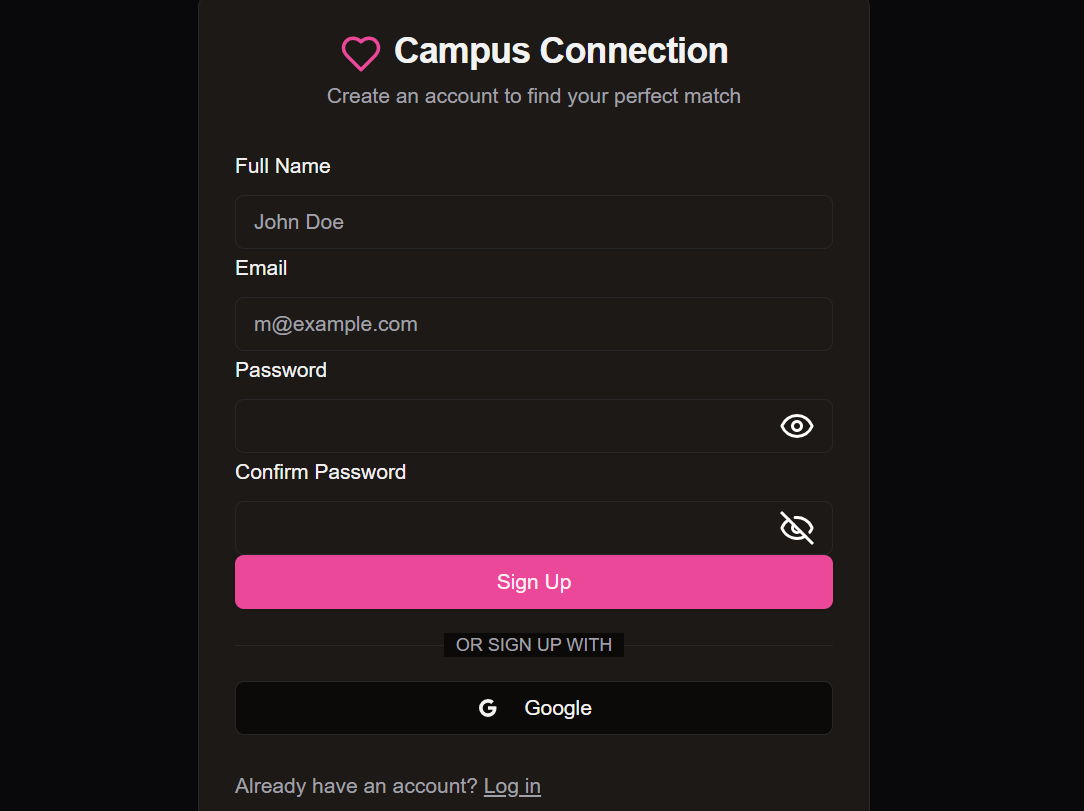 Campus Connection
Create an account to find your perfect match
Full Name
John Doe
Email
m@example.com
Password
Confirm Password
Sign Up
OR SIGN UP WITH
Google
Already have an account? Log in